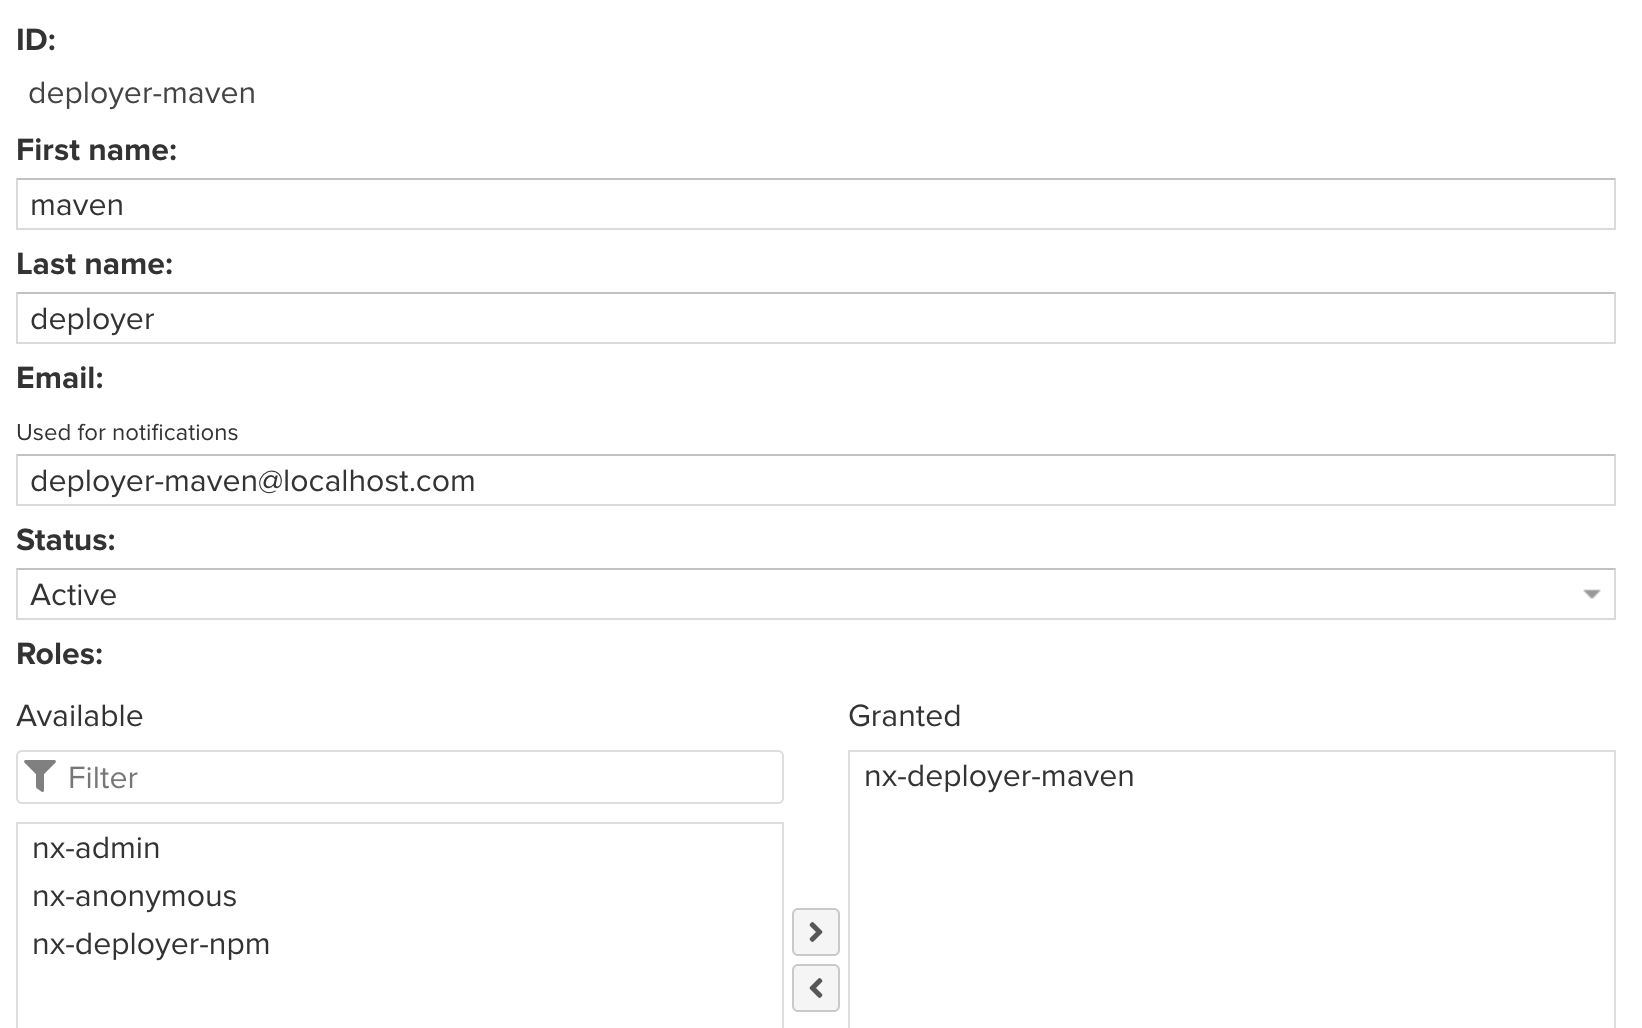 ID:
deployer-maven
First name:
maven
Last name:
deployer
Email:
Used for notifications
deployer-maven@localhost.com
Status:
Active
Roles:
Available
Filter
nx-admin
nx-anonymous
nx-deployer-npm
Granted
nx-deployer-maven